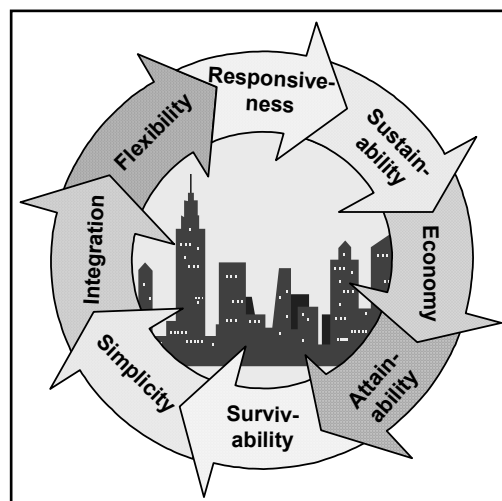 Responsive-
ness
Sustain-
ability
Economy
Attain-
ability
Surviv-
ability
Simplicity
Integration
Flexibility